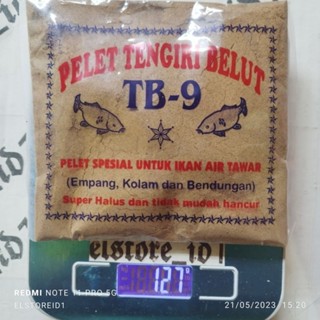 PELET TENGIRI BELUT
TB-9
PELET SPESIAL UNTUK IKAN AIR TAWAR
(Empang, Kolam dan Bendungan)
Super Halus dan tidak mudah hancur
elstore_id
127
REDMI NOTE 11 PRO 5G
ELSTOREID1
21/05/2023 15:20